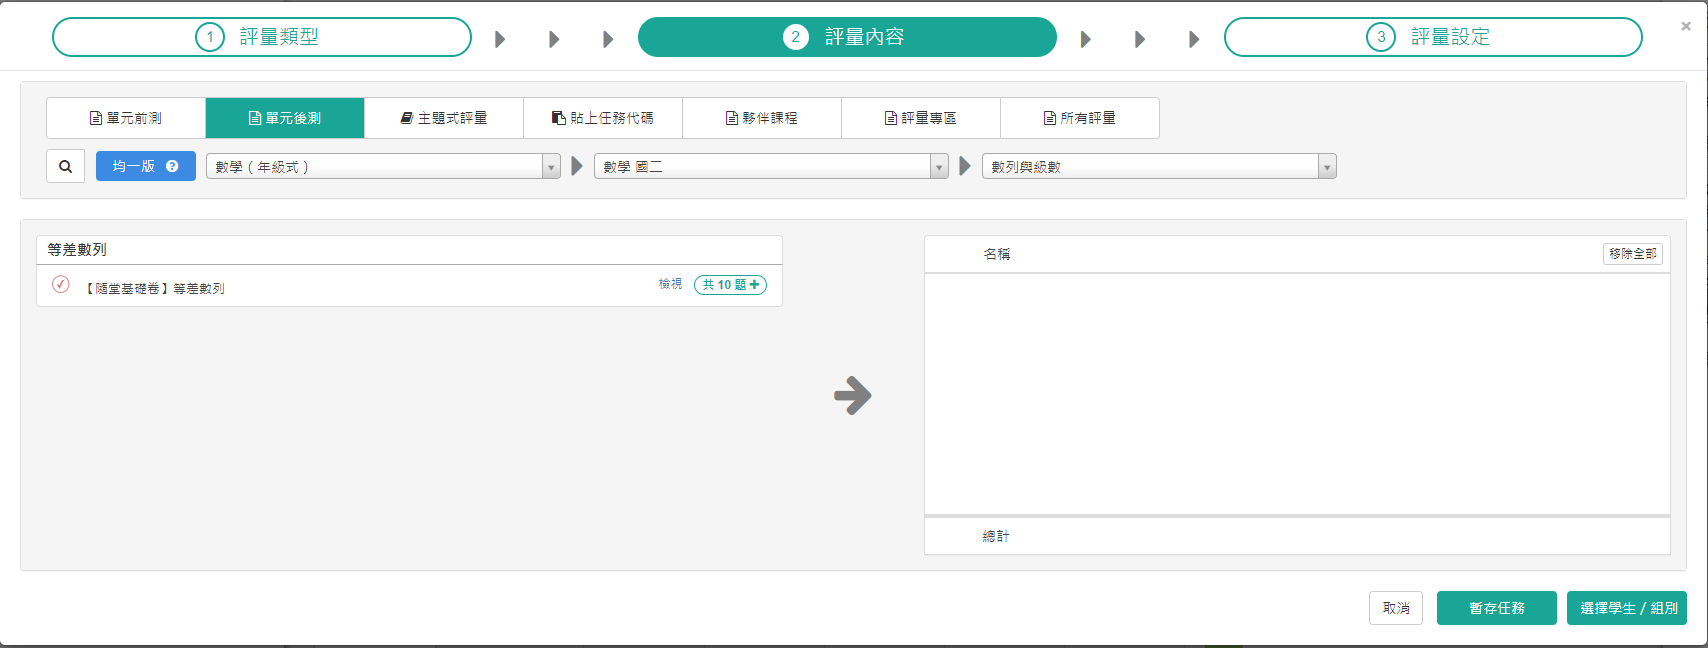 1 評量類型 2 評量內容 3 評量設定 ×
單元前測 單元後測 主題式評量 貼上任務代碼 夥伴課程 評量專區 所有評量
均一版 ? 數學 ( 年級式 ) 數學 國二 數列與級數
等差數列
【隨堂基礎卷】等差數列 檢視 共 10 題 +
名稱 移除全部
總計
取消 暫存任務 選擇學生 / 組別